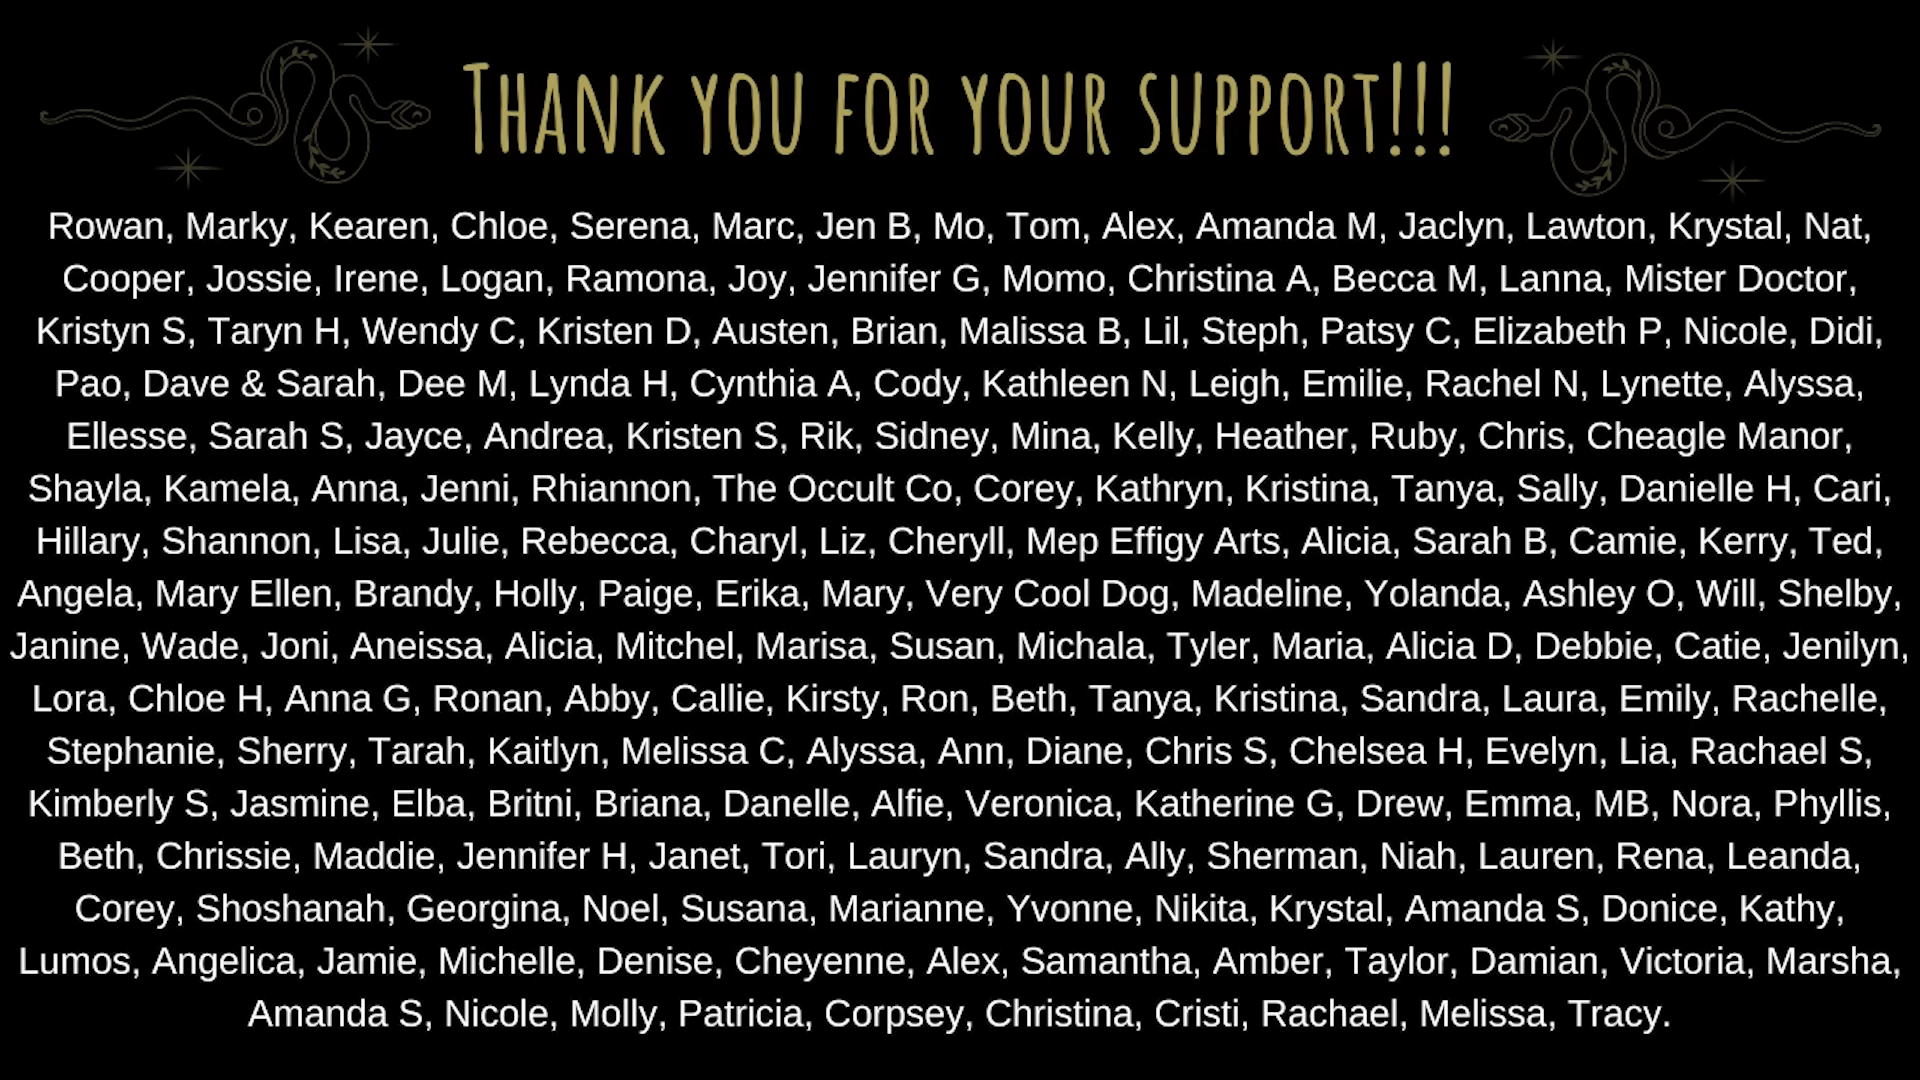 Thank you for your support!!!
Rowan, Marky, Kearen, Chloe, Serena, Marc, Jen B, Mo, Tom, Alex, Amanda M, Jaclyn, Lawton, Krystal, Nat,
Cooper, Jossie, Irene, Logan, Ramona, Joy, Jennifer G, Momo, Christina A, Becca M, Lanna, Mister Doctor,
Kristyn S, Taryn H, Wendy C, Kristen D, Austen, Brian, Malissa B, Lil, Steph, Patsy C, Elizabeth P, Nicole, Didi,
Pao, Dave & Sarah, Dee M, Lynda H, Cynthia A, Cody, Kathleen N, Leigh, Emilie, Rachel N, Lynette, Alyssa,
Ellesse, Sarah S, Jayce, Andrea, Kristen S, Rik, Sidney, Mina, Kelly, Heather, Ruby, Chris, Cheagle Manor,
Shayla, Kamela, Anna, Jenni, Rhiannon, The Occult Co, Corey, Kathryn, Kristina, Tanya, Sally, Danielle H, Cari,
Hillary, Shannon, Lisa, Julie, Rebecca, Charyl, Liz, Cheryll, Mep Effigy Arts, Alicia, Sarah B, Camie, Kerry, Ted,
Angela, Mary Ellen, Brandy, Holly, Paige, Erika, Mary, Very Cool Dog, Madeline, Yolanda, Ashley O, Will, Shelby,
Janine, Wade, Joni, Aneissa, Alicia, Mitchel, Marisa, Susan, Michala, Tyler, Maria, Alicia D, Debbie, Catie, Jenilyn,
Lora, Chloe H, Anna G, Ronan, Abby, Callie, Kirsty, Ron, Beth, Tanya, Kristina, Sandra, Laura, Emily, Rachelle,
Stephanie, Sherry, Tarah, Kaitlyn, Melissa C, Alyssa, Ann, Diane, Chris S, Chelsea H, Evelyn, Lia, Rachael S,
Kimberly S, Jasmine, Elba, Britni, Briana, Danelle, Alfie, Veronica, Katherine G, Drew, Emma, MB, Nora, Phyllis,
Beth, Chrissie, Maddie, Jennifer H, Janet, Tori, Lauryn, Sandra, Ally, Sherman, Niah, Lauren, Rena, Leanda,
Corey, Shoshanah, Georgina, Noel, Susana, Marianne, Yvonne, Nikita, Krystal, Amanda S, Donice, Kathy,
Lumos, Angelica, Jamie, Michelle, Denise, Cheyenne, Alex, Samantha, Amber, Taylor, Damian, Victoria, Marsha,
Amanda S, Nicole, Molly, Patricia, Corpsey, Christina, Cristi, Rachael, Melissa, Tracy.